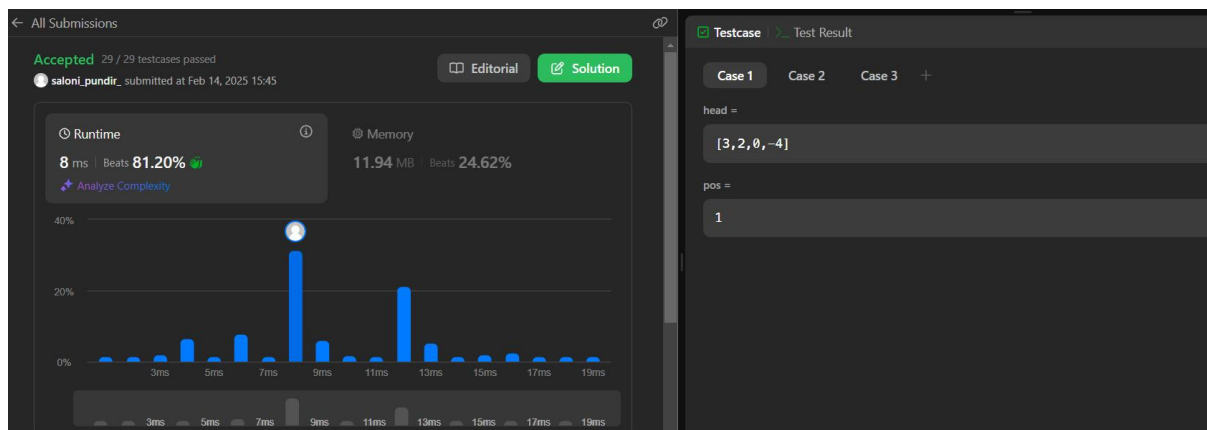 ← All Submissions
Accepted 29 / 29 testcases passed
saloni_pundir_ submitted at Feb 14, 2025 15:45
Editorial
Solution
Runtime
8 ms | Beats 81.20%
Analyze Complexity
Memory
11.94 MB | Beats 24.62%
40%
20%
0%
3ms 5ms 7ms 9ms 11ms 13ms 15ms 17ms 19ms
3ms 5ms 7ms 9ms 11ms 13ms 15ms 17ms 19ms
Testcase | >_ Test Result
Case 1 Case 2 Case 3 +
head =
[3,2,0,-4]
pos =
1